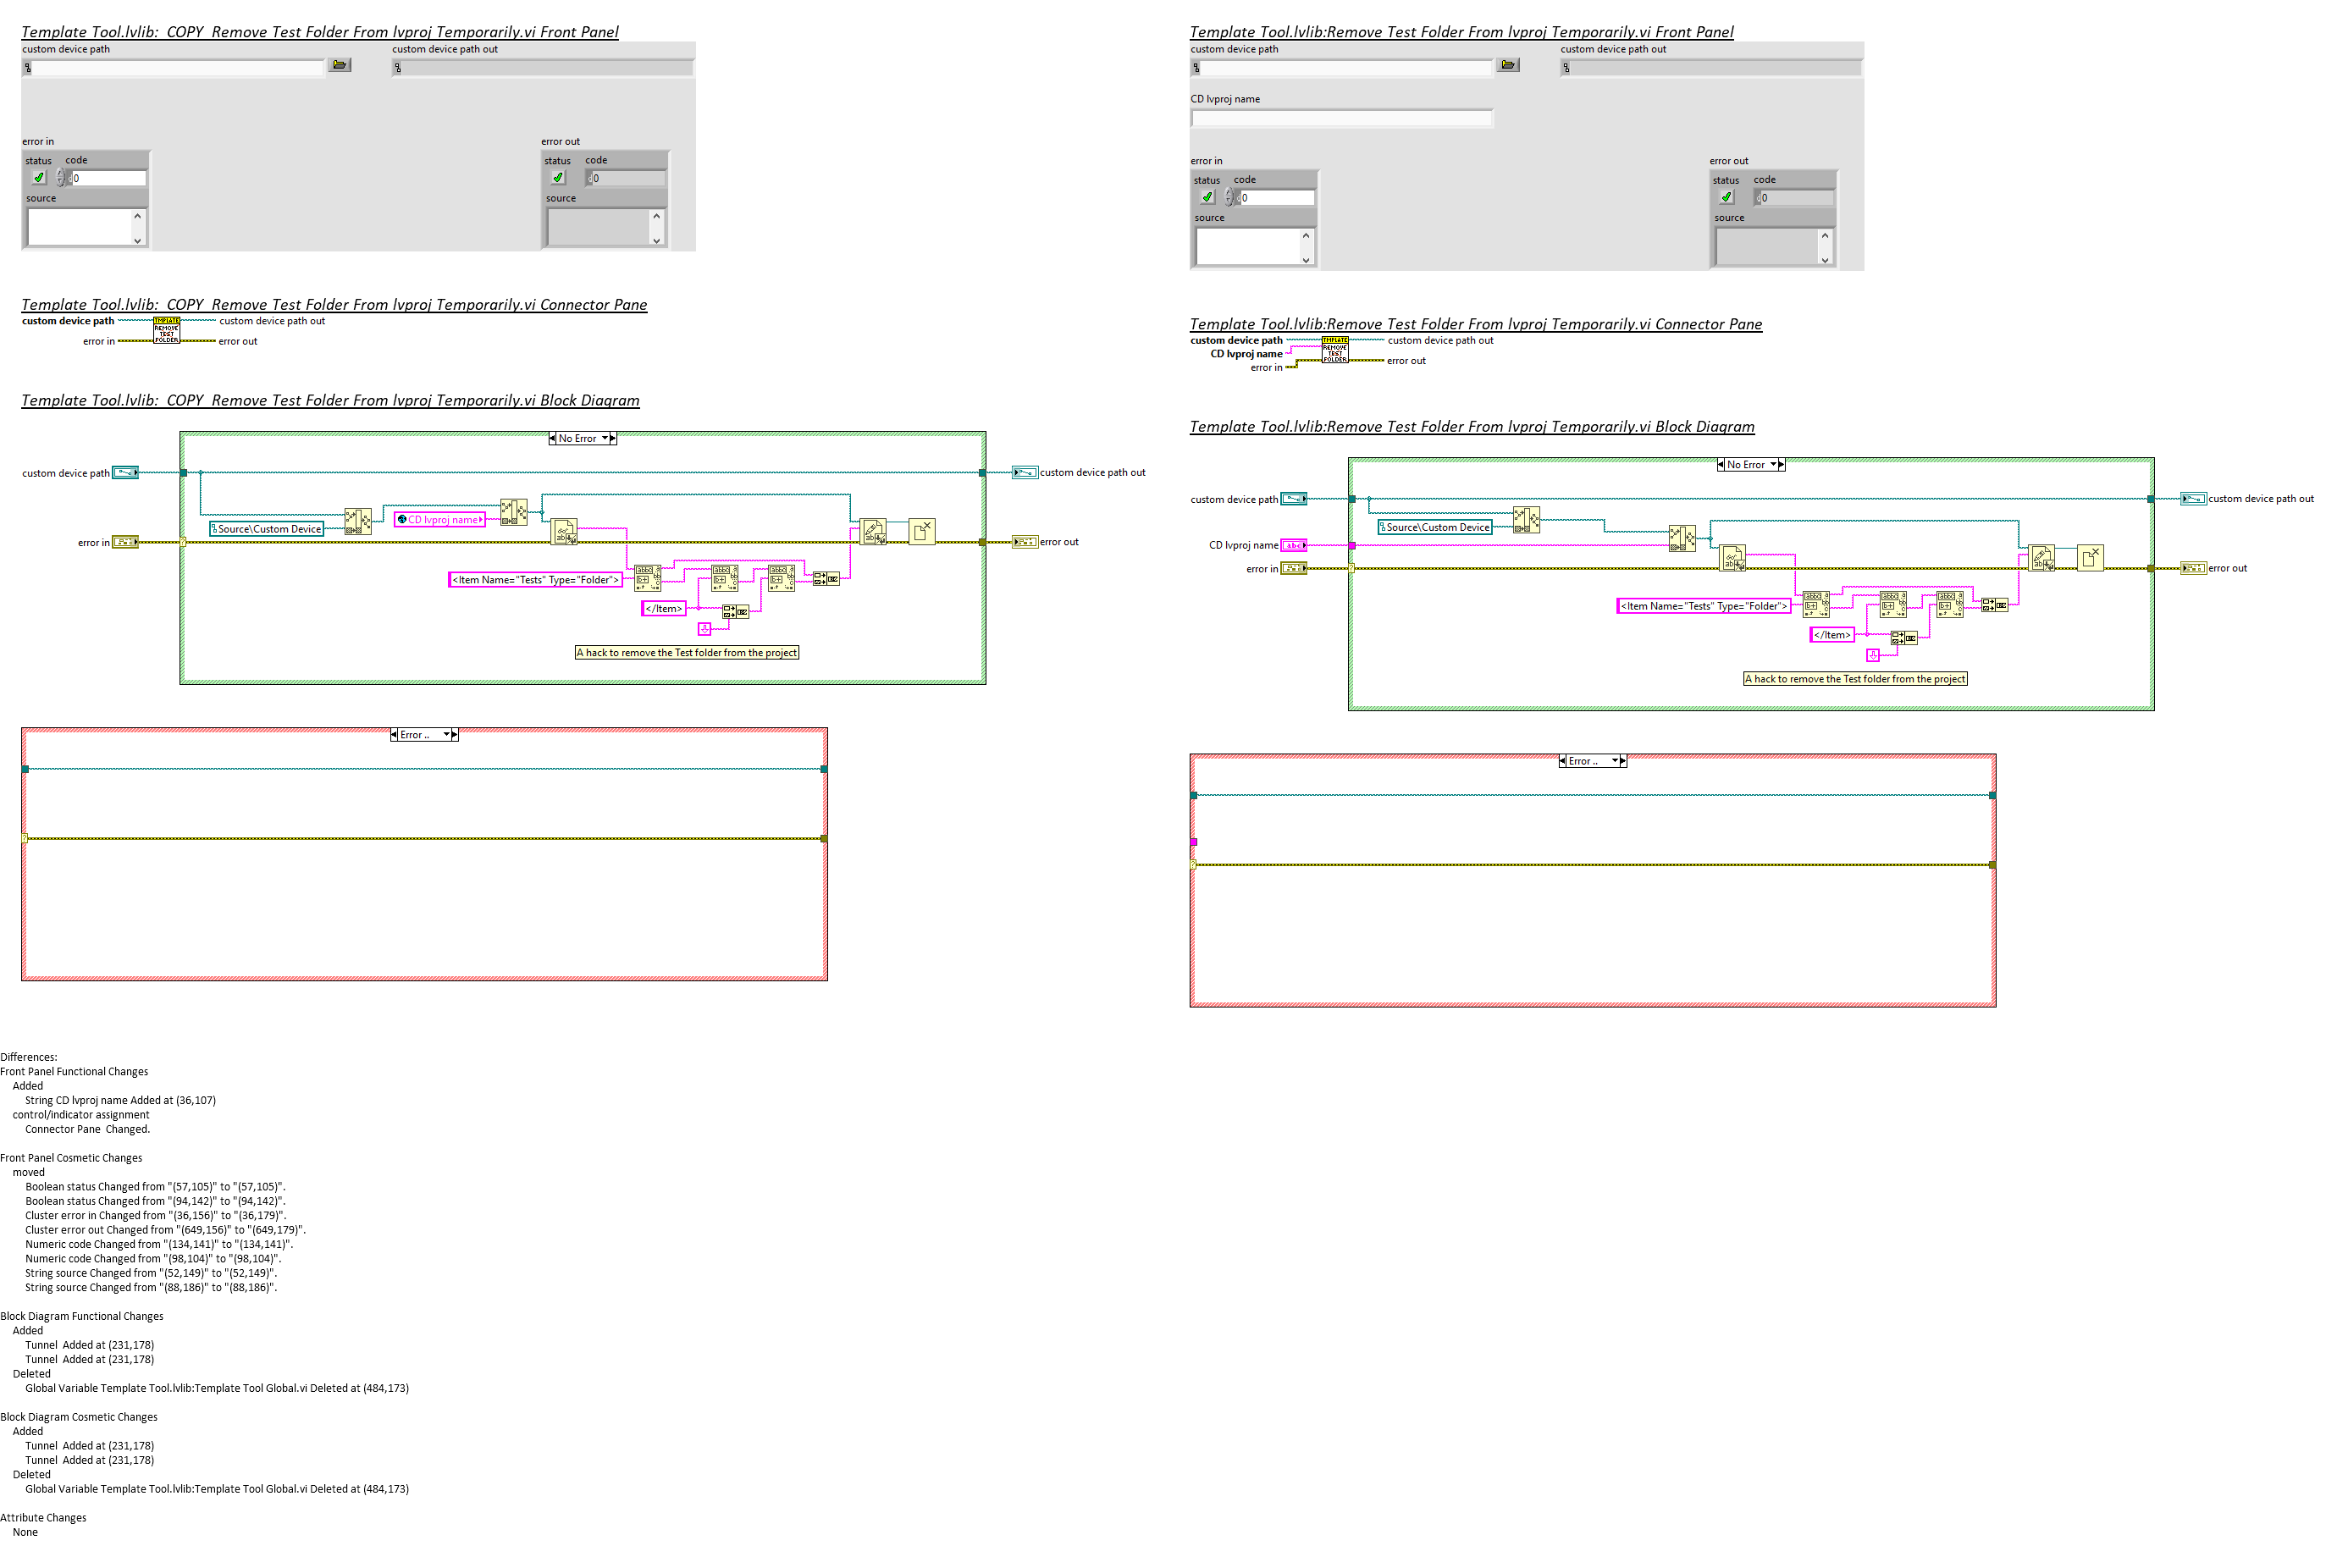 Template Tool.lvlib:  COPY  Remove Test Folder From lvproj Temporarily.vi Front Panel
custom device path
custom device path out
error in
error out
status code
status code
0
0
source
source
Template Tool.lvlib:  COPY  Remove Test Folder From lvproj Temporarily.vi Connector Pane
custom device path
custom device path out
TMPLATE
REMOVE
TEST
FOLDER
error in
error out
Template Tool.lvlib:  COPY  Remove Test Folder From lvproj Temporarily.vi Block Diagram
No Error
custom device path
custom device path out
Source\Custom Device
CD lvproj name
error in
error out
<Item Name="Tests" Type="Folder">
</Item>
A hack to remove the Test folder from the project
Error ..
Template Tool.lvlib:Remove Test Folder From lvproj Temporarily.vi Front Panel
custom device path
custom device path out
CD lvproj name
error in
error out
status code
status code
0
0
source
source
Template Tool.lvlib:Remove Test Folder From lvproj Temporarily.vi Connector Pane
custom device path
custom device path out
CD lvproj name
TMPLATE
REMOVE
TEST
FOLDER
error in
error out
Template Tool.lvlib:Remove Test Folder From lvproj Temporarily.vi Block Diagram
No Error
custom device path
custom device path out
Source\Custom Device
CD lvproj name
abc
error in
error out
<Item Name="Tests" Type="Folder">
</Item>
A hack to remove the Test folder from the project
Error ..
Differences:
Front Panel Functional Changes
Added
String CD lvproj name Added at (36,107)
control/indicator assignment
Connector Pane  Changed.
Front Panel Cosmetic Changes
moved
Boolean status Changed from "(57,105)" to "(57,105)".
Boolean status Changed from "(94,142)" to "(94,142)".
Cluster error in Changed from "(36,156)" to "(36,179)".
Cluster error out Changed from "(649,156)" to "(649,179)".
Numeric code Changed from "(134,141)" to "(134,141)".
Numeric code Changed from "(98,104)" to "(98,104)".
String source Changed from "(52,149)" to "(52,149)".
String source Changed from "(88,186)" to "(88,186)".
Block Diagram Functional Changes
Added
Tunnel  Added at (231,178)
Tunnel  Added at (231,178)
Deleted
Global Variable Template Tool.lvlib:Template Tool Global.vi Deleted at (484,173)
Block Diagram Cosmetic Changes
Added
Tunnel  Added at (231,178)
Tunnel  Added at (231,178)
Deleted
Global Variable Template Tool.lvlib:Template Tool Global.vi Deleted at (484,173)
Attribute Changes
None